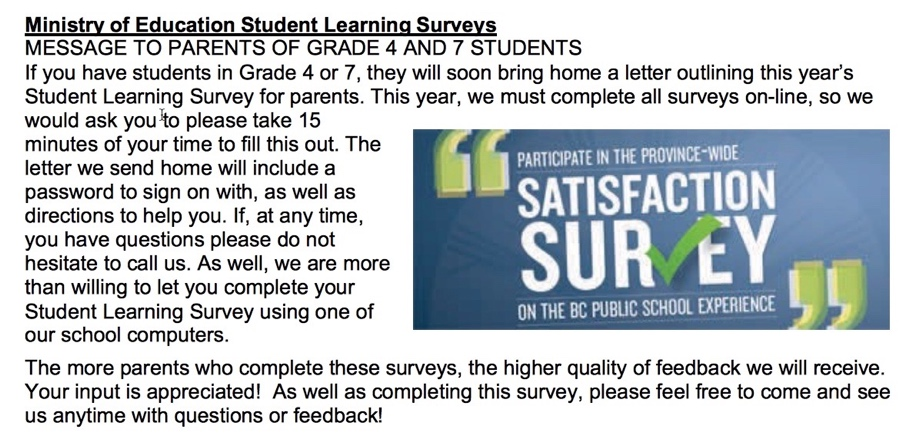 Ministry of Education Student Learning Surveys
MESSAGE TO PARENTS OF GRADE 4 AND 7 STUDENTS
If you have students in Grade 4 or 7, they will soon bring home a letter outlining this year's
Student Learning Survey for parents. This year, we must complete all surveys on-line, so we
would ask you to please take 15
minutes of your time to fill this out. The
letter we send home will include a
password to sign on with, as well as
directions to help you. If, at any time,
you have questions please do not
hesitate to call us. As well, we are more
than willing to let you complete your
Student Learning Survey using one of
our school computers.
PARTICIPATE IN THE PROVINCE-WIDE
SATISFACTION
SURVEY
ON THE BC PUBLIC SCHOOL EXPERIENCE
The more parents who complete these surveys, the higher quality of feedback we will receive.
Your input is appreciated! As well as completing this survey, please feel free to come and see
us anytime with questions or feedback!